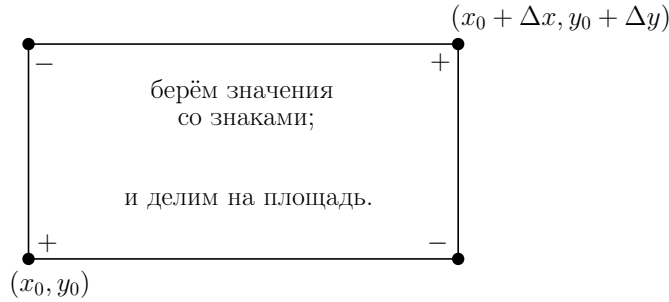 (x₀ + Δx, y₀ + Δy)
− +
берём значения
со знаками;
и делим на площадь.
+ −
(x₀, y₀)